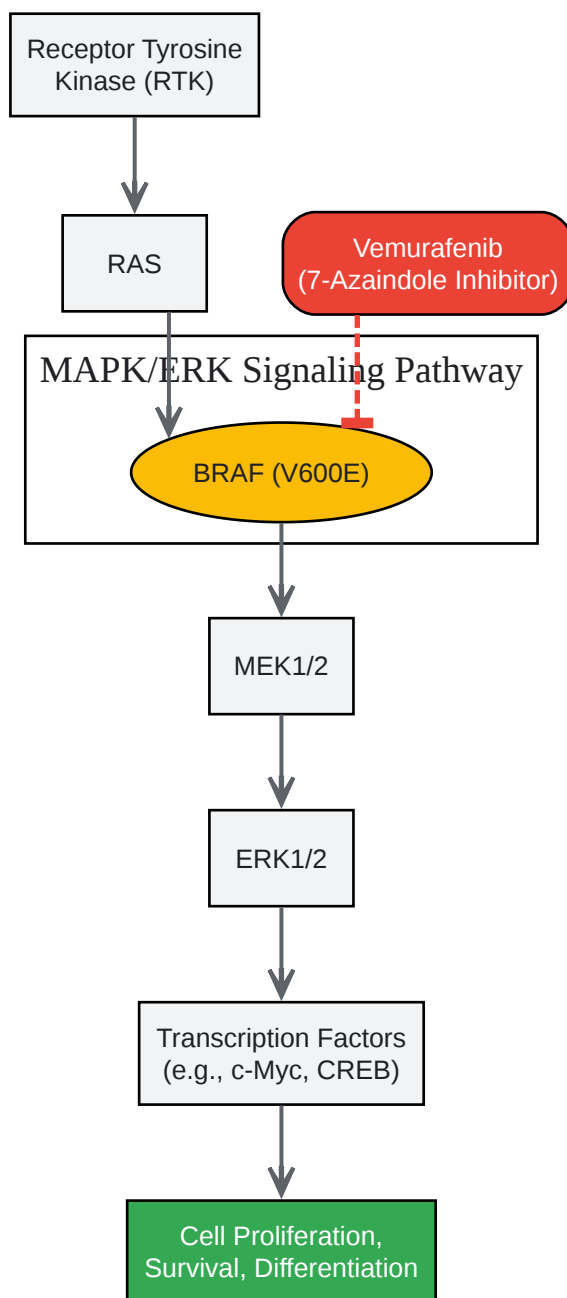 Receptor Tyrosine
Kinase (RTK)
RAS
Vemurafenib
(7-Azaindole Inhibitor)
MAPK/ERK Signaling Pathway
BRAF (V600E)
MEK1/2
ERK1/2
Transcription Factors
(e.g., c-Myc, CREB)
Cell Proliferation,
Survival, Differentiation